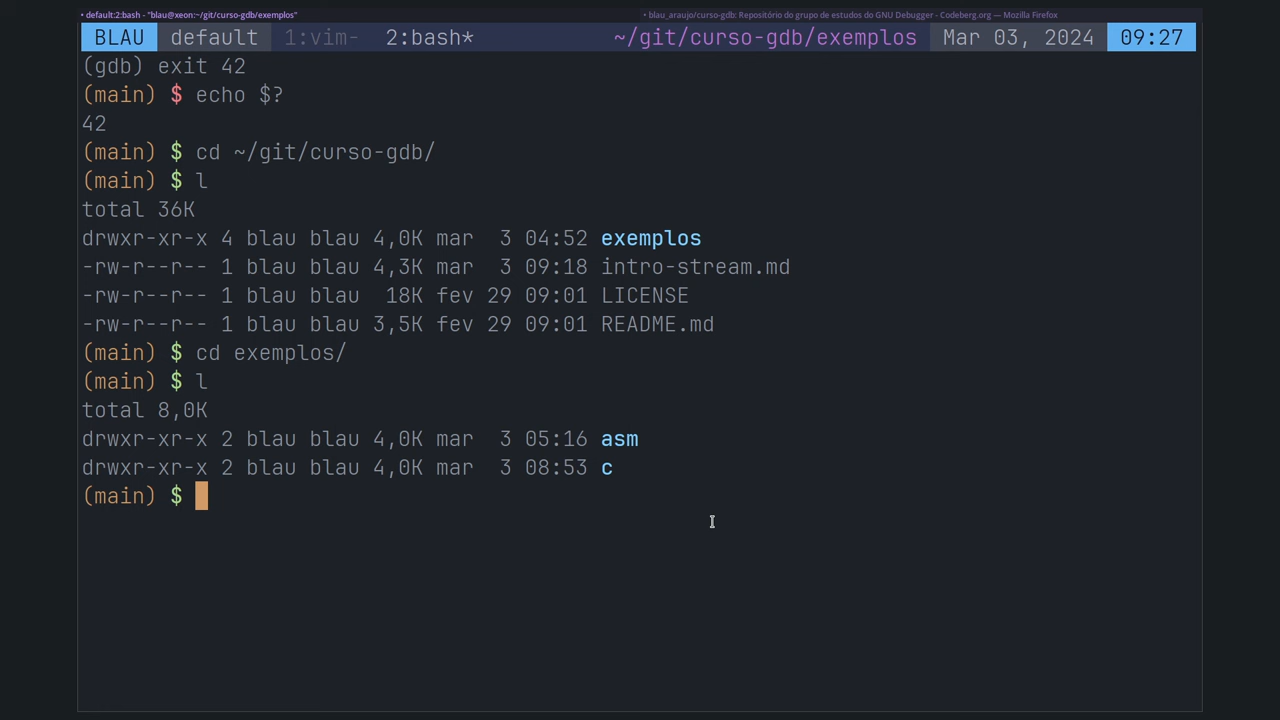 • default:2:bash - "blau@xeon:~/git/curso-gdb/exemplos"
• blau_araujo/curso-gdb: Repositório do grupo de estudos do GNU Debugger - Codeberg.org — Mozilla Firefox
BLAU default 1:vim- 2:bash* ~/git/curso-gdb/exemplos Mar 03, 2024 09:27
(gdb) exit 42
(main) $ echo $?
42
(main) $ cd ~/git/curso-gdb/
(main) $ l
total 36K
drwxr-xr-x 4 blau blau 4,0K mar  3 04:52 exemplos
-rw-r--r-- 1 blau blau 4,3K mar  3 09:18 intro-stream.md
-rw-r--r-- 1 blau blau  18K fev 29 09:01 LICENSE
-rw-r--r-- 1 blau blau 3,5K fev 29 09:01 README.md
(main) $ cd exemplos/
(main) $ l
total 8,0K
drwxr-xr-x 2 blau blau 4,0K mar  3 05:16 asm
drwxr-xr-x 2 blau blau 4,0K mar  3 08:53 c
(main) $